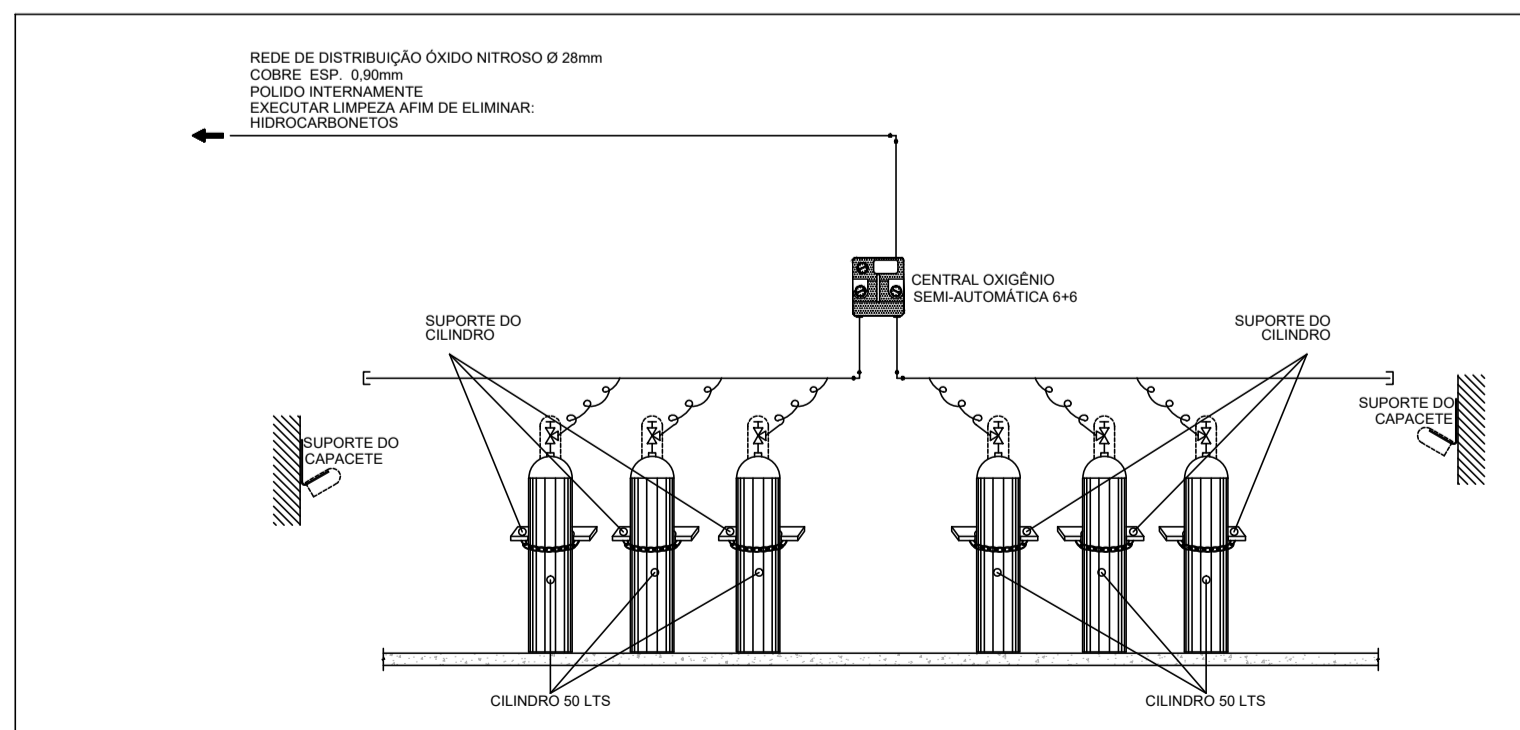 REDE DE DISTRIBUIÇÃO ÓXIDO NITROSO Ø 28mm
COBRE ESP. 0,90mm
POLIDO INTERNAMENTE
EXECUTAR LIMPEZA AFIM DE ELIMINAR:
HIDROCARBONETOS
CENTRAL OXIGÊNIO
SEMI-AUTOMÁTICA 6+6
SUPORTE DO
CILINDRO
SUPORTE DO
CILINDRO
SUPORTE DO
CAPACETE
SUPORTE DO
CAPACETE
CILINDRO 50 LTS
CILINDRO 50 LTS